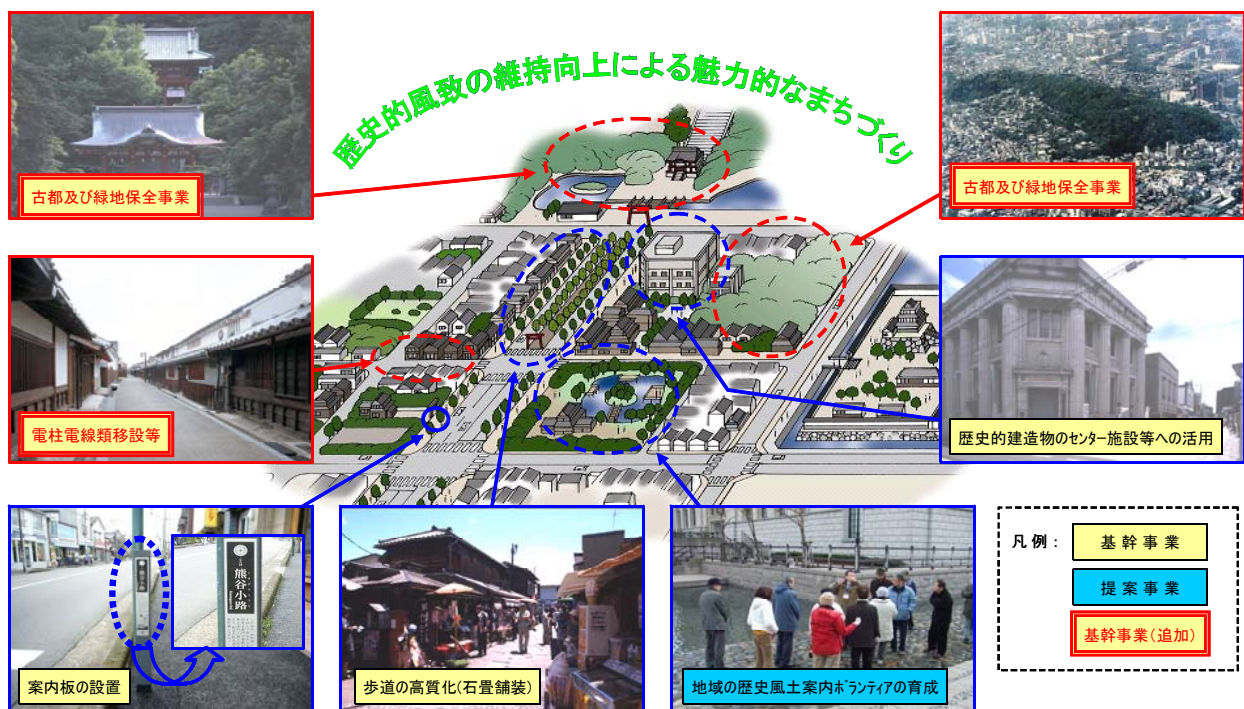 歴史的風致の維持向上による魅力的なまちづくり
古都及び緑地保全事業
古都及び緑地保全事業
電柱電線類移設等
歴史的建造物のセンター施設等への活用
熊谷小路
案内板の設置
歩道の高質化(石畳舗装)
地域の歴史風土案内ボランティアの育成
凡例：
基幹事業
提案事業
基幹事業(追加)